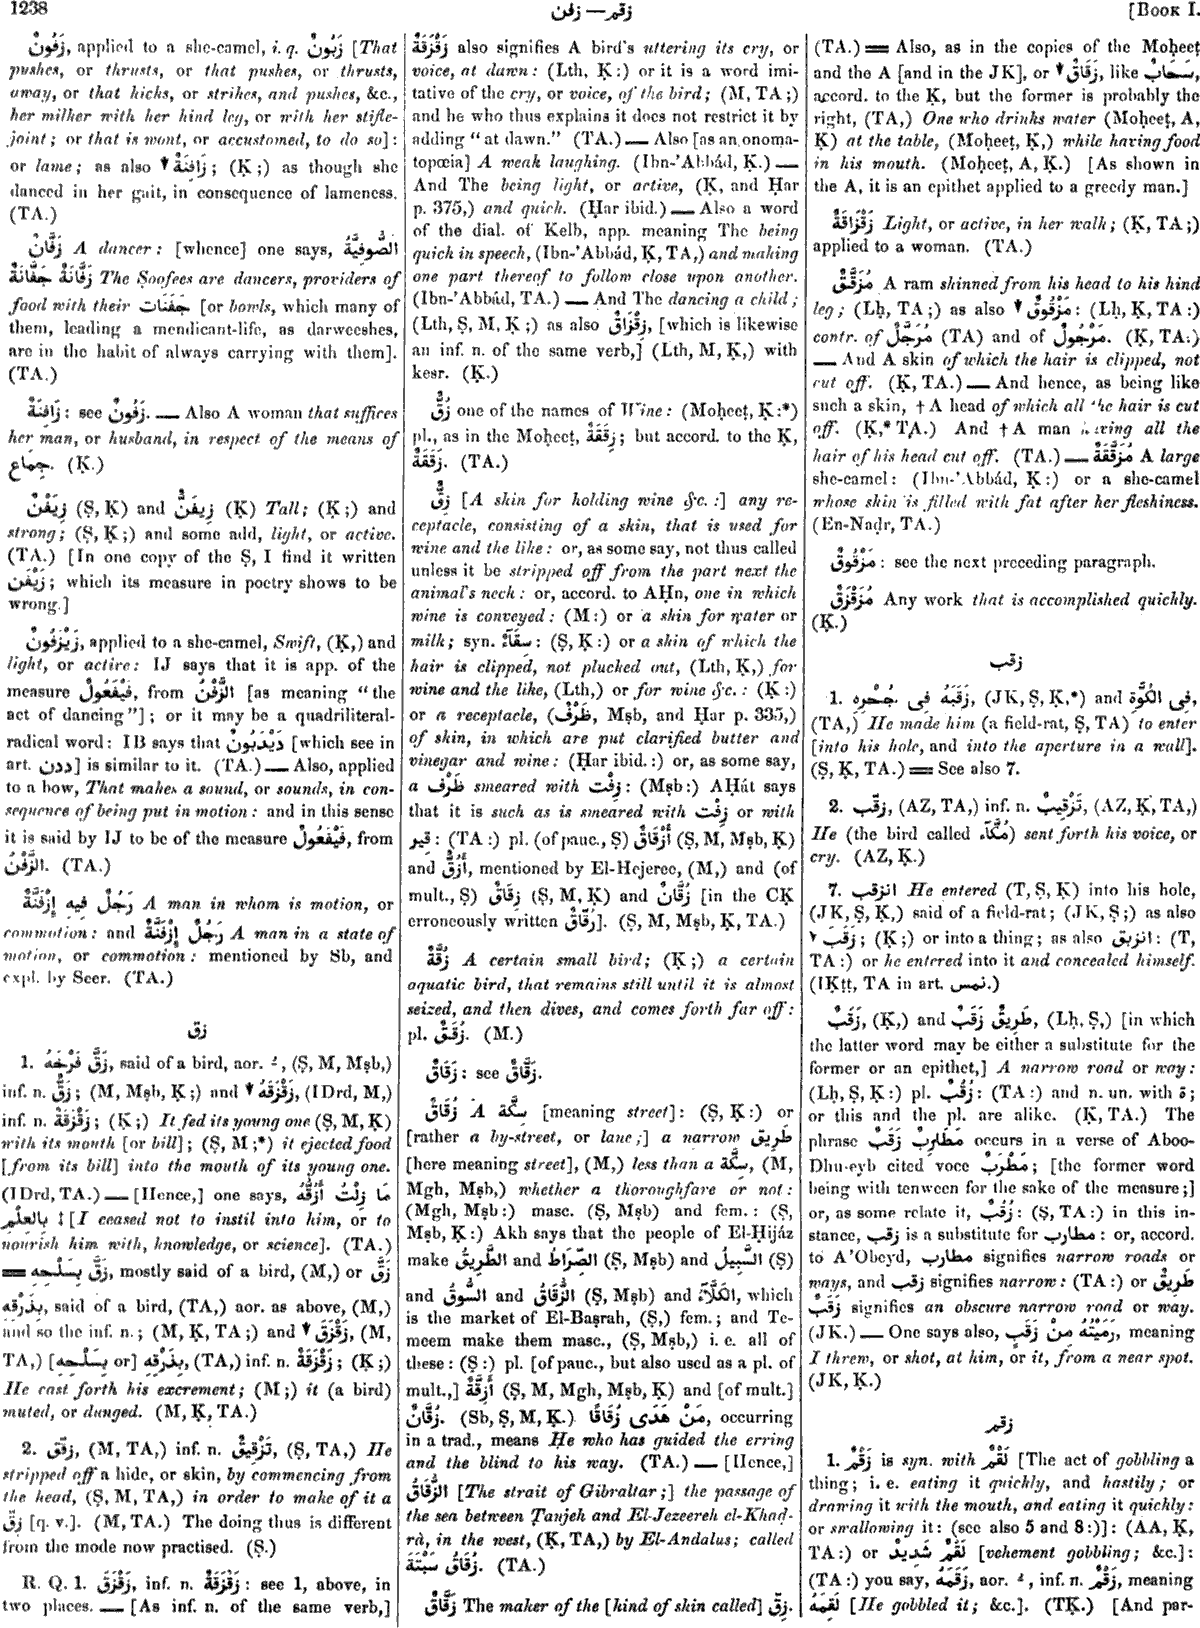 1238
زقم — زفن
[BOOK I.
زَفُونٌ, applied to a she-camel, i. q. زَبُونٌ [That
pushes, or thrusts, or that pushes, or thrusts,
away, or that kicks, or strikes, and pushes, &c.,
her milker with her hind leg, or with her stifle-
joint; or that is wont, or accustomed, to do so]:
or lame; as also ▼ زَافِنَةٌ; (Ḳ;) as though she
danced in her gait, in consequence of lameness.
(TA.)
زَفَّانٌ A dancer: [whence] one says, الصُّوفِيَّةُ
زَفَّانَةٌ جَفَّانَةٌ The Soofees are dancers, providers of
food with their جَفَنَات [or bowls, which many of
them, leading a mendicant-life, as darweeshes,
are in the habit of always carrying with them].
(TA.)
زَافِنَةٌ: see زَفُونٌ. — Also A woman that suffices
her man, or husband, in respect of the means of
جِمَاع. (Ḳ.)
زِيَفْنٌ (Ṣ, Ḳ) and زِيفَنٌّ (Ḳ) Tall; (Ḳ;) and
strong; (Ṣ, Ḳ;) and some add, light, or active.
(TA.) [In one copy of the Ṣ, I find it written
زَيْفَن; which its measure in poetry shows to be
wrong.]
زَيْزَفُونٌ, applied to a she-camel, Swift, (Ḳ,) and
light, or active: IJ says that it is app. of the
measure فَيْفَعُولٌ, from الزَّفْنُ [as meaning "the
act of dancing"]; or it may be a quadriliteral-
radical word: IB says that دَيْدَبُونٌ [which see in
art. ددن] is similar to it. (TA.) — Also, applied
to a bow, That makes a sound, or sounds, in con-
sequence of being put in motion: and in this sense
it is said by IJ to be of the measure فَيْفَعُولٌ, from
الزَّفْنُ. (TA.)
رَجُلٌ فِيهِ إِزْفَنَّةٌ A man in whom is motion, or
commotion: and رَجُلٌ إِزْفَنَّةٌ A man in a state of
motion, or commotion: mentioned by Sb, and
expl. by Seer. (TA.)
زق
1. زَقَّ فَرْخَهُ, said of a bird, aor. ـُ, (Ṣ, M, Mṣb,)
inf. n. زَقٌّ; (M, Mṣb, Ḳ;) and ▼ زَقْزَقَهُ, (IDrd, M,)
inf. n. زَقْزَقَةٌ; (Ḳ;) It fed its young one (Ṣ, M, Ḳ)
with its mouth [or bill]; (Ṣ, M;*) it ejected food
[from its bill] into the mouth of its young one.
(IDrd, TA.) — [Hence,] one says, مَا زِلْتُ أَزُقُّهُ
بِالعِلْمِ ‡ [I ceased not to instil into him, or to
nourish him with, knowledge, or science]. (TA.)
= زَقَّ بِسَلْحِهِ, mostly said of a bird, (M,) or زَقَّ
بِذَرْقِهِ, said of a bird, (TA,) aor. as above, (M,)
and so the inf. n.; (M, Ḳ, TA;) and ▼ زَقْزَقَ, (M,
TA,) [بِسَلْحِهِ or] بِذَرْقِهِ, (TA,) inf. n. زَقْزَقَةٌ; (Ḳ;)
He cast forth his excrement; (M;) it (a bird)
muted, or dunged. (M, Ḳ, TA.)
2. زقّق, (M, TA,) inf. n. تَزْقِيقٌ, (Ṣ, TA,) He
stripped off a hide, or skin, by commencing from
the head, (Ṣ, M, TA,) in order to make of it a
زِقّ [q. v.]. (M, TA.) The doing thus is different
from the mode now practised. (Ṣ.)
R. Q. 1. زَقْزَقَ, inf. n. زَقْزَقَةٌ: see 1, above, in
two places. — [As inf. n. of the same verb,]
زَقْزَقَةٌ also signifies A bird's uttering its cry, or
voice, at dawn: (Lth, Ḳ:) or it is a word imi-
tative of the cry, or voice, of the bird; (M, TA;)
and he who thus explains it does not restrict it by
adding "at dawn." (TA.) — Also [as an onoma-
topœia] A weak laughing. (Ibn-'Abbád, Ḳ.) —
And The being light, or active, (Ḳ, and Ḥar
p. 375,) and quick. (Ḥar ibid.) — Also a word
of the dial. of Kelb, app. meaning The being
quick in speech, (Ibn-'Abbád, Ḳ, TA,) and making
one part thereof to follow close upon another.
(Ibn-'Abbád, TA.) — And The dancing a child;
(Lth, Ṣ, M, Ḳ;) as also زِقْزَاقٌ, [which is likewise
an inf. n. of the same verb,] (Lth, M, Ḳ,) with
kesr. (Ḳ.)
زُقٌّ one of the names of Wine: (Moḥeeṭ, Ḳ:*)
pl., as in the Moḥeeṭ, زِقَقَةٌ; but accord. to the Ḳ,
زَقَقَةٌ. (TA.)
زِقٌّ [A skin for holding wine &c.:] any re-
ceptacle, consisting of a skin, that is used for
wine and the like: or, as some say, not thus called
unless it be stripped off from the part next the
animal's neck: or, accord. to AḤn, one in which
wine is conveyed: (M:) or a skin for water or
milk; syn. سِقَآءٌ: (Ṣ, Ḳ:) or a skin of which the
hair is clipped, not plucked out, (Lth, Ḳ,) for
wine and the like, (Lth,) or for wine &c.: (Ḳ:)
or a receptacle, (ظَرْفٌ, Mṣb, and Ḥar p. 335,)
of skin, in which are put clarified butter and
vinegar and wine: (Ḥar ibid.:) or, as some say,
a ظَرْف smeared with زِفْت: (Mṣb:) AḤát says
that it is such as is smeared with زِفْت or with
قِير: (TA:) pl. (of pauc., Ṣ) أَزْقَاقٌ (Ṣ, M, Mṣb, Ḳ)
and أَزُقٌّ, mentioned by El-Hejeree, (M,) and (of
mult., Ṣ) زِقَاقٌ (Ṣ, M, Ḳ) and زُقَّانٌ [in the CḲ
erroneously written زُقّاقٌ]. (Ṣ, M, Mṣb, Ḳ, TA.)
زُقَّةٌ A certain small bird; (Ḳ;) a certain
aquatic bird, that remains still until it is almost
seized, and then dives, and comes forth far off:
pl. زُقَقٌ. (M.)
زَقَاقٌ: see زَقَّاقٌ.
زُقَاقٌ A سِكَّة [meaning street]: (Ṣ, Ḳ:) or
[rather a by-street, or lane;] a narrow طَرِيق
[here meaning street], (M,) less than a سِكَّة, (M,
Mgh, Mṣb,) whether a thoroughfare or not:
(Mgh, Mṣb:) masc. (Ṣ, Mṣb) and fem.: (Ṣ,
Mṣb, Ḳ:) Akh says that the people of El-Ḥijáz
make الطَّرِيقُ and الصِّرَاطُ (Ṣ, Mṣb) and السَّبِيلُ (Ṣ)
and السُّوقُ and الزُّقَاقُ (Ṣ, Mṣb) and الكَلَّآءُ, which
is the market of El-Baṣrah, (Ṣ,) fem.; and Te-
meem make them masc., (Ṣ, Mṣb,) i. e. all of
these: (Ṣ:) pl. [of pauc., but also used as a pl. of
mult.,] أَزِقَّةٌ (Ṣ, M, Mgh, Mṣb, Ḳ) and [of mult.]
زُقَّانٌ. (Sb, Ṣ, M, Ḳ.) مَنْ هَدَى زُقَاقًا, occurring
in a trad., means He who has guided the erring
and the blind to his way. (TA.) — [Hence,]
الزُّقَاقُ [The strait of Gibraltar;] the passage of
the sea between Ṭanjeh and El-Jezeereh el-Khaḍ-
rà, in the west, (Ḳ, TA,) by El-Andalus; called
زُقَاقُ سَبْتَةَ. (TA.)
زَقَّاقٌ The maker of the [kind of skin called] زِقّ.
(TA.) = Also, as in the copies of the Moḥeeṭ
and the A [and in the JK], or ▼ زَقَاقٌ, like سَحَابٌ,
accord. to the Ḳ, but the former is probably the
right, (TA,) One who drinks water (Moḥeeṭ, A,
Ḳ) at the table, (Moḥeeṭ, Ḳ,) while having food
in his mouth. (Moḥeeṭ, A, Ḳ.) [As shown in
the A, it is an epithet applied to a greedy man.]
زَقْزَاقَةٌ Light, or active, in her walk; (Ḳ, TA;)
applied to a woman. (TA.)
مُزَقَّقٌ A ram skinned from his head to his hind
leg; (Lḥ, TA;) as also ▼ مَزْقُوقٌ: (Lḥ, Ḳ, TA:)
contr. of مُرَجَّلٌ (TA) and of مَرْجُولٌ. (Ḳ, TA.)
— And A skin of which the hair is clipped, not
cut off. (Ḳ, TA.) — And hence, as being like
such a skin, † A head of which all the hair is cut
off. (Ḳ,* TA.) And † A man having all the
hair of his head cut off. (TA.) — مُزَقَّقَةٌ A large
she-camel: (Ibn-'Abbád, Ḳ:) or a she-camel
whose skin is filled with fat after her fleshiness.
(En-Naḍr, TA.)
مَزْقُوقٌ: see the next preceding paragraph.
مُزَقْزَقٌ Any work that is accomplished quickly.
(Ḳ.)
زقب
1. زَقَبَهُ فِى جُحْرِهِ, (JK, Ṣ, Ḳ,*) and فِى الكُوَّةِ,
(TA,) He made him (a field-rat, Ṣ, TA) to enter
[into his hole, and into the aperture in a wall].
(Ṣ, Ḳ, TA.) = See also 7.
2. زقّب, (AZ, TA,) inf. n. تَزْقِيبٌ, (AZ, Ḳ, TA,)
He (the bird called مُكَّآء) sent forth his voice, or
cry. (AZ, Ḳ.)
7. انزقب He entered (T, Ṣ, Ḳ) into his hole,
(JK, Ṣ, Ḳ,) said of a field-rat; (JK, Ṣ;) as also
▼ زَقَبَ; (Ḳ;) or into a thing; as also انزبق: (T,
TA:) or he entered into it and concealed himself.
(IḲṭṭ, TA in art. نمس.)
زَقَبٌ, (Ḳ,) and طَرِيقٌ زَقَبٌ, (Lḥ, Ṣ,) [in which
the latter word may be either a substitute for the
former or an epithet,] A narrow road or way:
(Lḥ, Ṣ, Ḳ:) pl. زُقُبٌ: (TA:) and n. un. with ة;
or this and the pl. are alike. (Ḳ, TA.) The
phrase مَطَارِبٌ زَقَبٌ occurs in a verse of Aboo-
Dhu-eyb cited voce مَطْرَبٌ; [the former word
being with tenween for the sake of the measure;]
or, as some relate it, زُقُبٌ: (Ṣ, TA:) in this in-
stance, زقب is a substitute for مطارب: or, accord.
to A'Obeyd, مطارب signifies narrow roads or
ways, and زقب signifies narrow: (TA:) or طَرِيقٌ
زَقَبٌ signifies an obscure narrow road or way.
(JK.) — One says also, رَمَيْتُهُ مِنْ زَقَبٍ, meaning
I threw, or shot, at him, or it, from a near spot.
(JK, Ḳ.)
زقم
1. زَقْمٌ is syn. with لَقْمٌ [The act of gobbling a
thing; i. e. eating it quickly, and hastily; or
drawing it with the mouth, and eating it quickly:
or swallowing it: (see also 5 and 8:)]: (AA, Ḳ,
TA:) or لَقْمٌ شَدِيدٌ [vehement gobbling; &c.]:
(TA:) you say, زَقَمَهُ, aor. ـُ, inf. n. زَقْمٌ, meaning
لَقِمَهُ [He gobbled it; &c.]. (TḲ.) [And par-